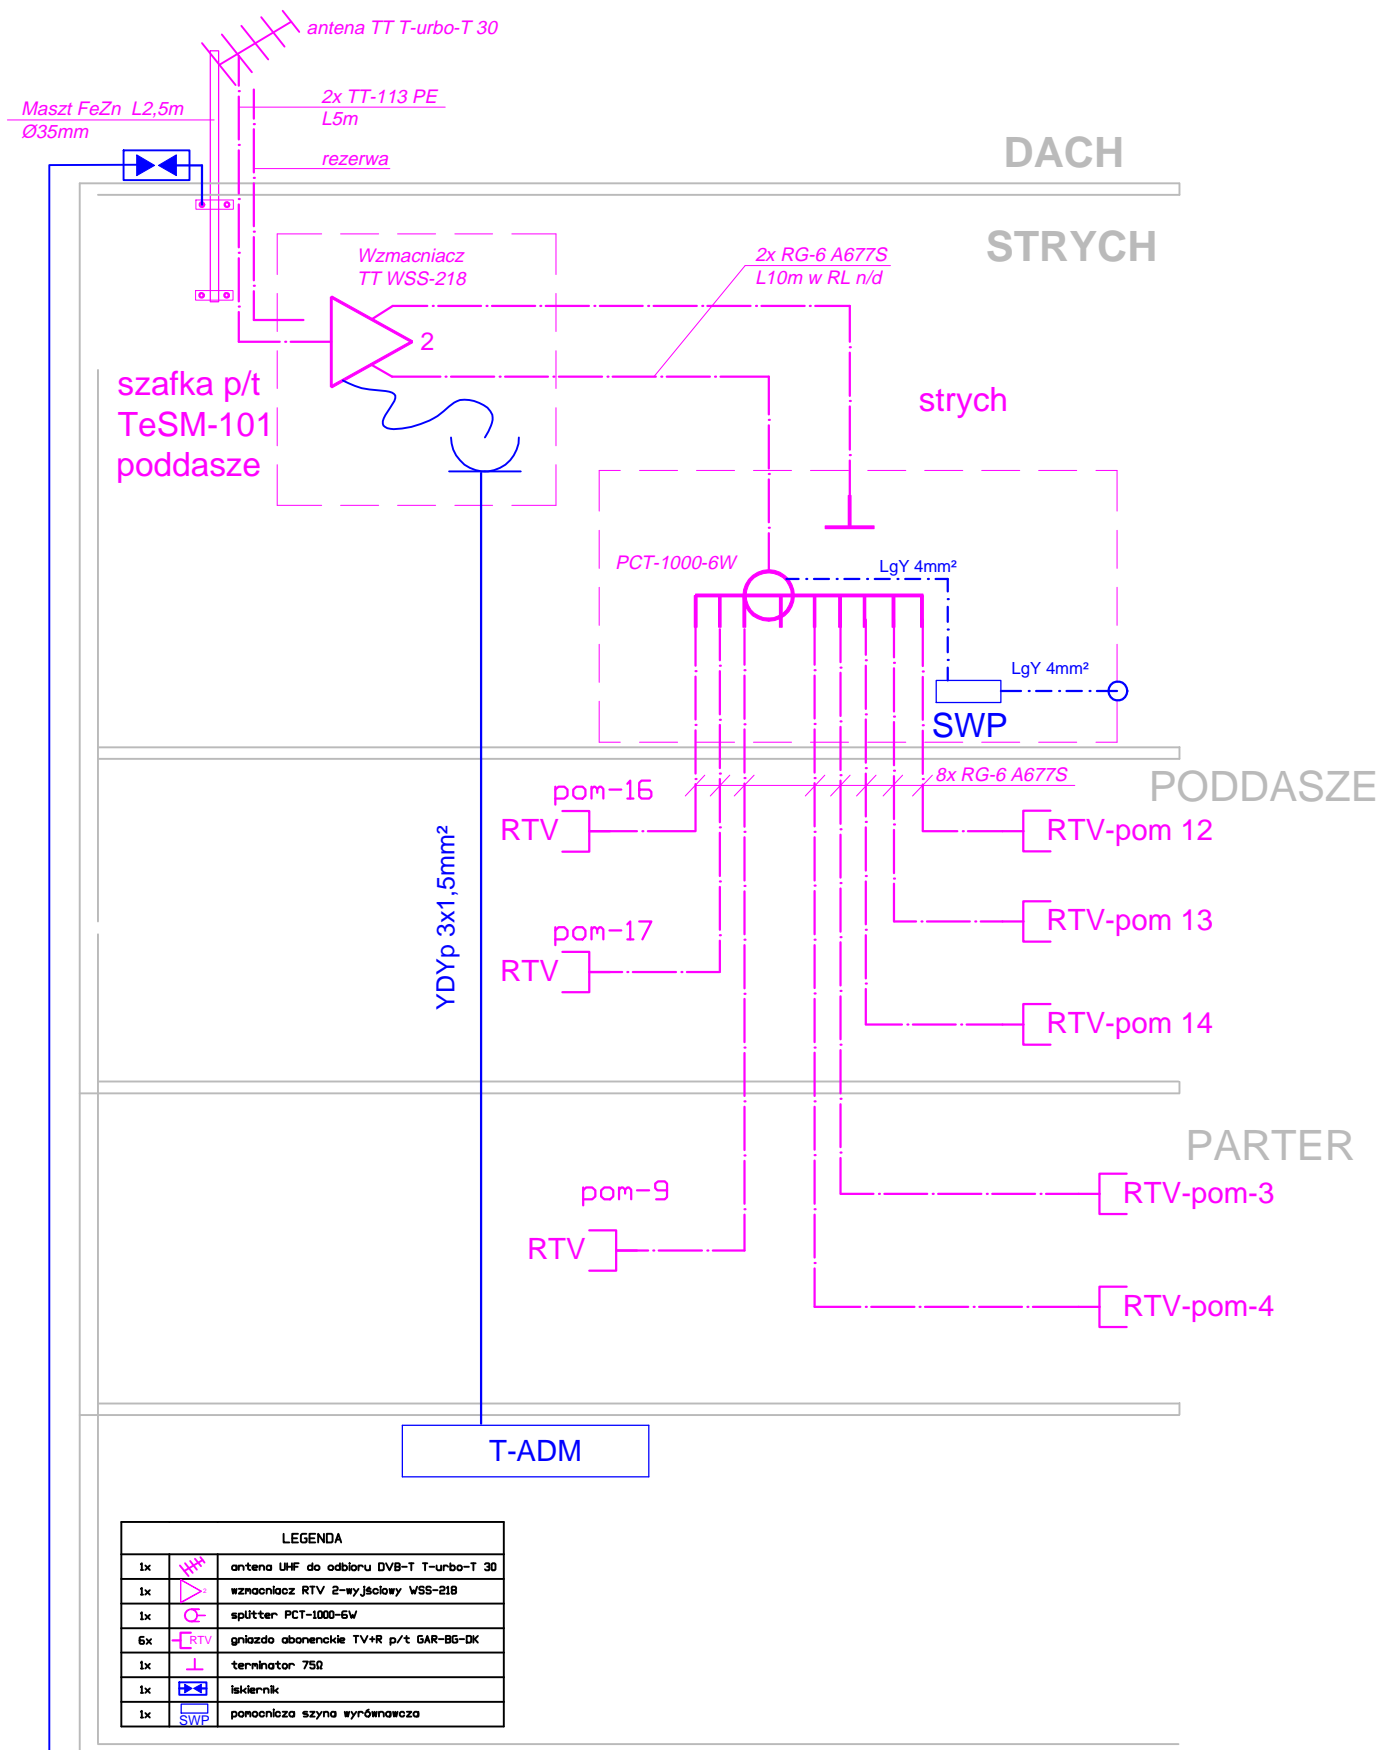 antena TT T-urbo-T 30
Maszt FeZn L2,5m
Ø35mm
2x TT-113 PE
L5m
rezerwa
DACH
STRYCH
Wzmacniacz
TT WSS-218
2x RG-6 A677S
L10m w RL n/d
2
szafka p/t
TeSM-101
poddasze
strych
PCT-1000-6W
LgY 4mm²
LgY 4mm²
SWP
8x RG-6 A677S
PODDASZE
pom-16
RTV
RTV-pom 12
YDYp 3x1,5mm²
pom-17
RTV
RTV-pom 13
RTV-pom 14
PARTER
pom-9
RTV
RTV-pom-3
RTV-pom-4
T-ADM
LEGENDA
1x antena UHF do odbioru DVB-T T-urbo-T 30
1x 2 wzmacniacz RTV 2-wyjściowy WSS-218
1x splitter PCT-1000-6W
6x RTV gniazdo abonenckie TV+R p/t GAR-BG-DK
1x terminator 75Ω
1x iskiernik
1x SWP pomocnicza szyna wyrównawcza